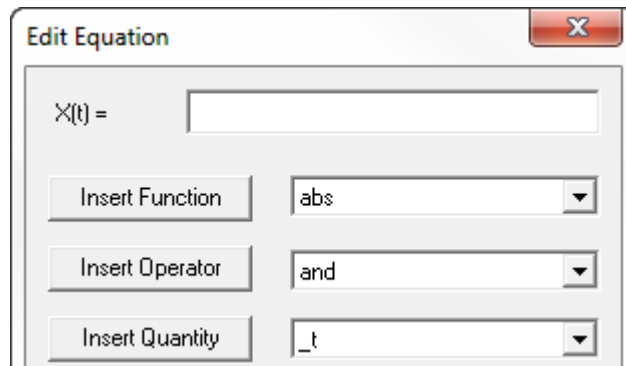 Edit Equation
X(t) =
Insert Function abs
Insert Operator and
Insert Quantity _t